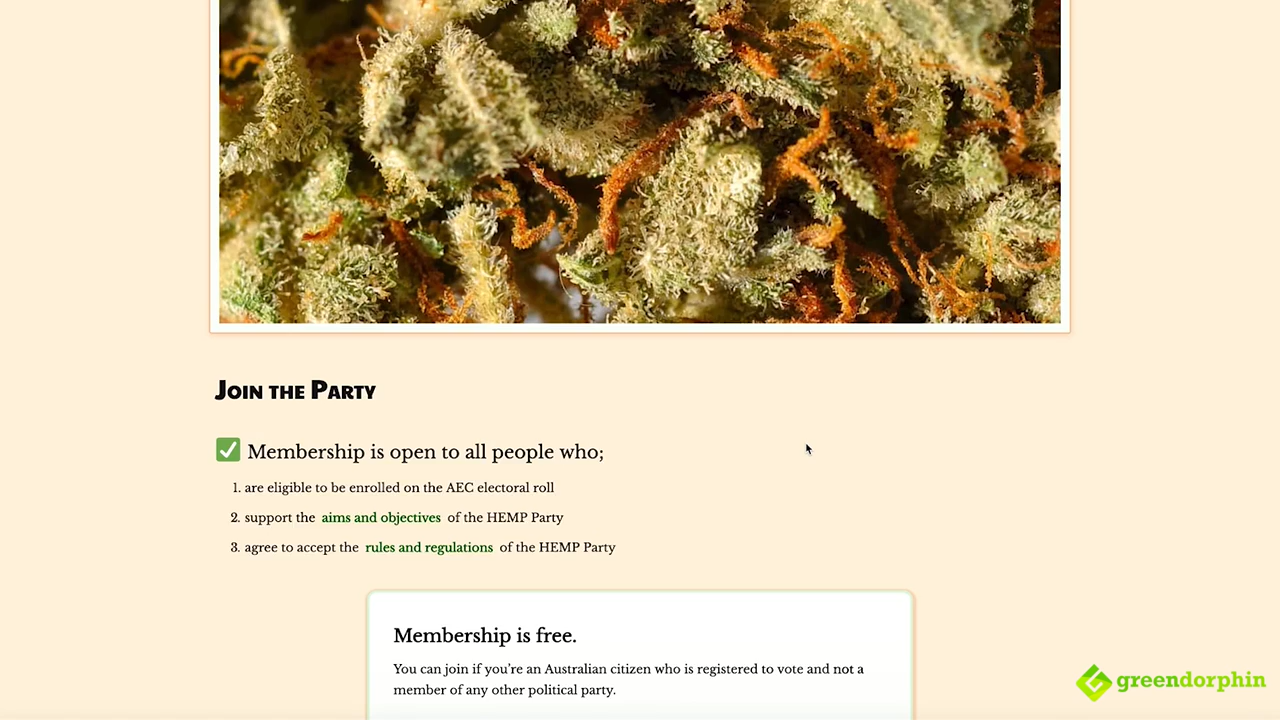 Join the Party
Membership is open to all people who;
1. are eligible to be enrolled on the AEC electoral roll
2. support the aims and objectives of the HEMP Party
3. agree to accept the rules and regulations of the HEMP Party
Membership is free.
You can join if you're an Australian citizen who is registered to vote and not a
member of any other political party.
greendorphin